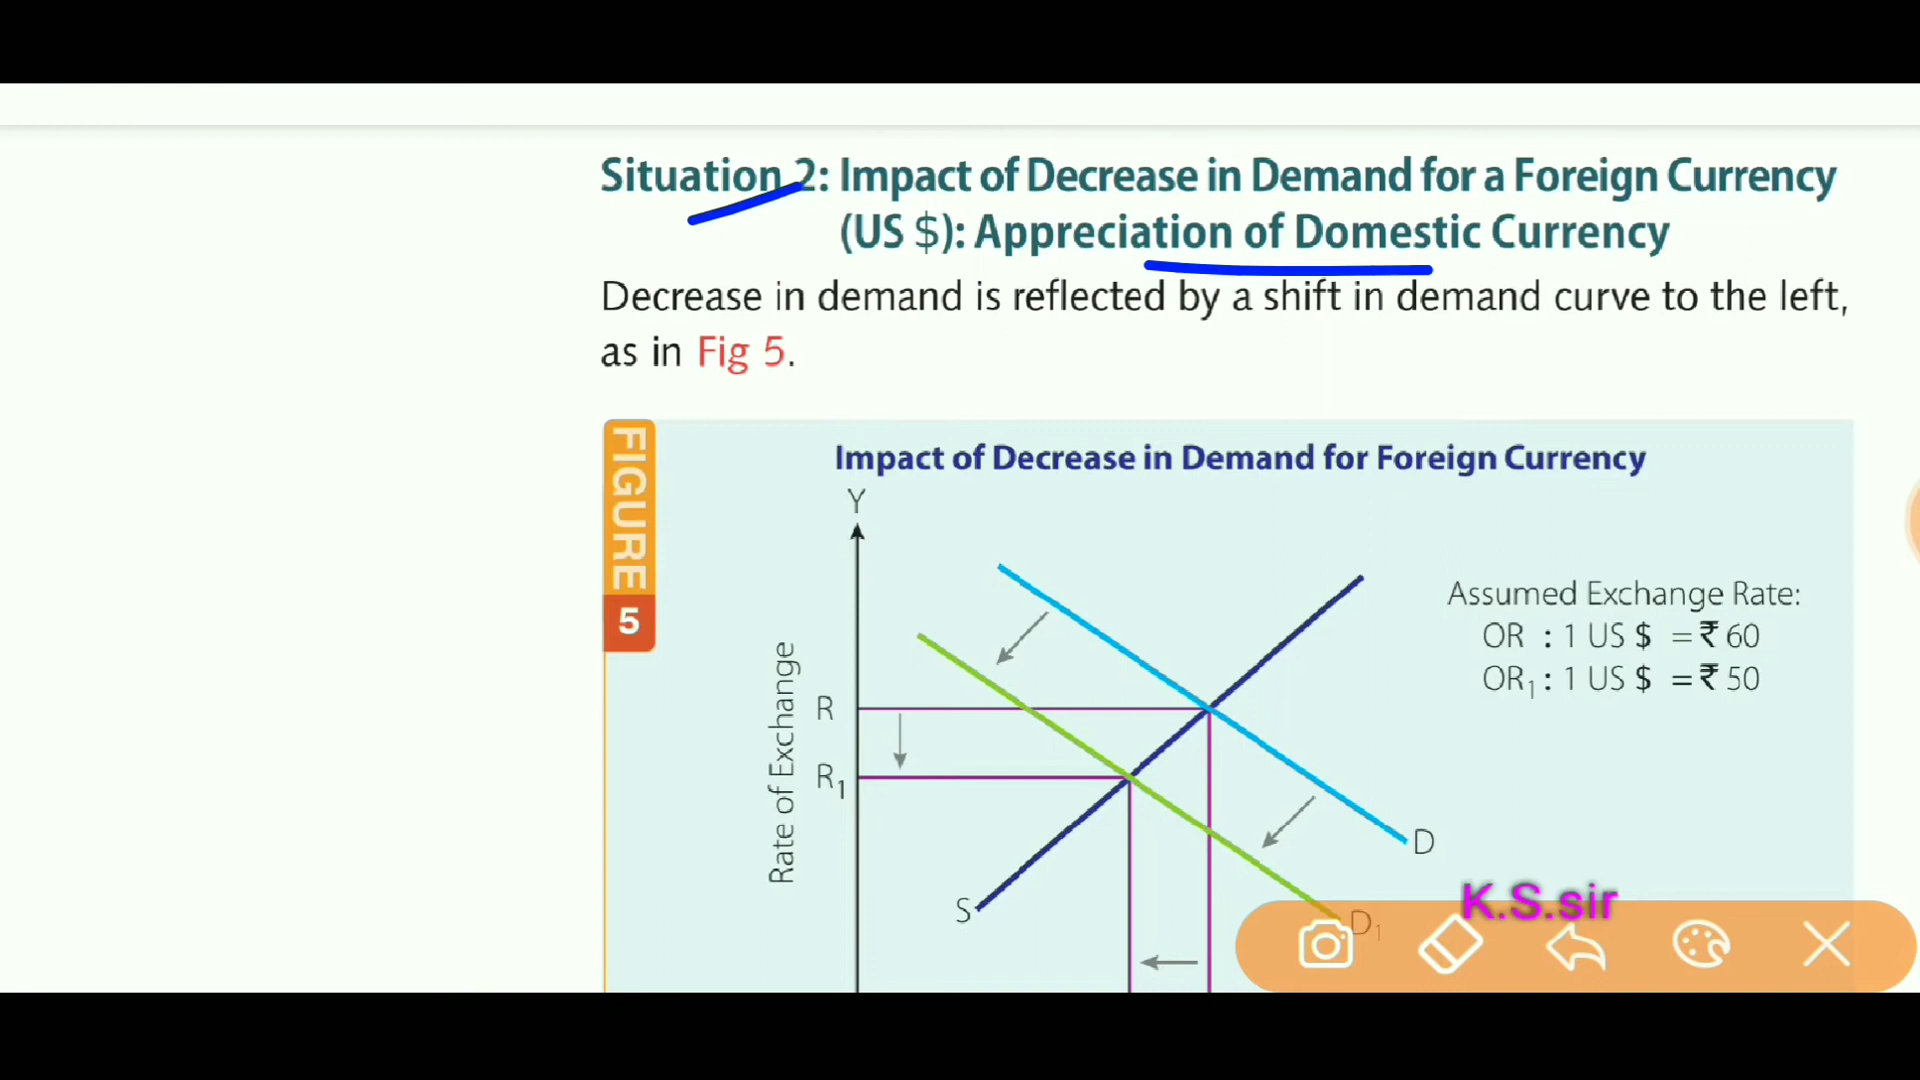 Situation 2: Impact of Decrease in Demand for a Foreign Currency
(US $): Appreciation of Domestic Currency
Decrease in demand is reflected by a shift in demand curve to the left,
as in Fig 5.
FIGURE
5
Impact of Decrease in Demand for Foreign Currency
Y
Assumed Exchange Rate:
OR : 1 US $ = ₹ 60
OR₁ : 1 US $ = ₹ 50
Rate of Exchange
R
R₁
D
S
D₁
K.S.sir